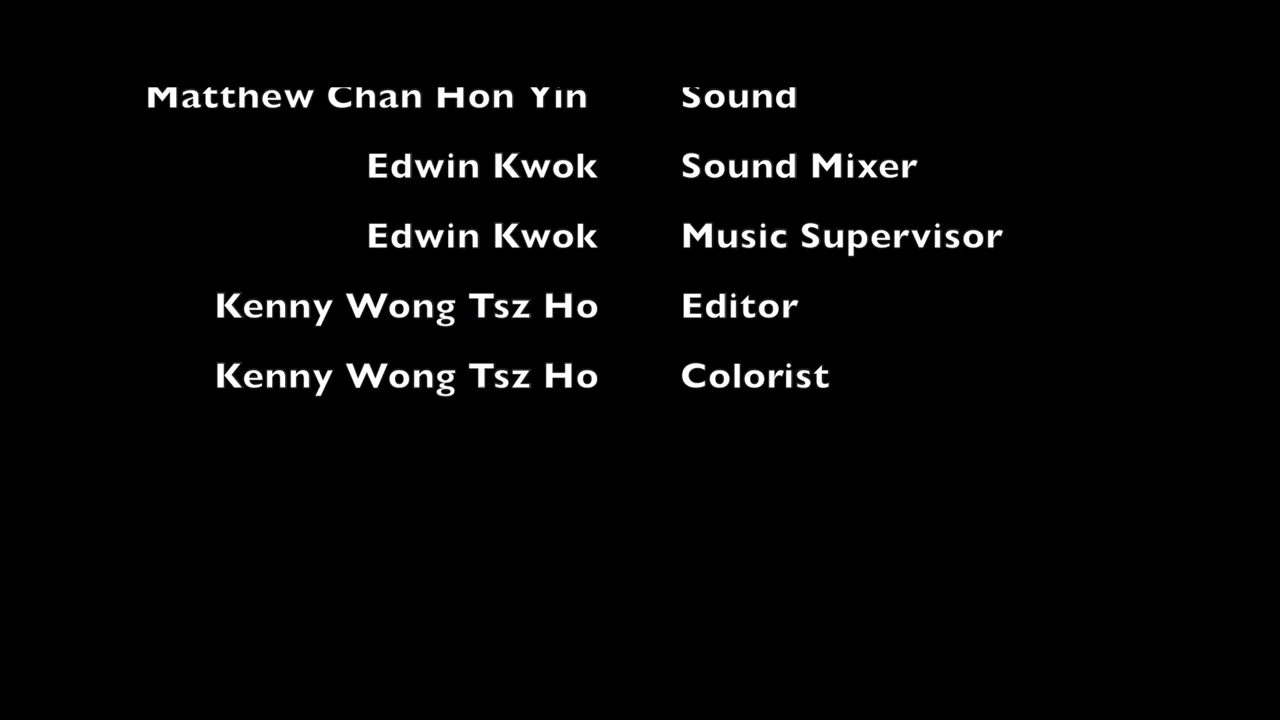 Matthew Chan Hon Yin Sound
Edwin Kwok Sound Mixer
Edwin Kwok Music Supervisor
Kenny Wong Tsz Ho Editor
Kenny Wong Tsz Ho Colorist